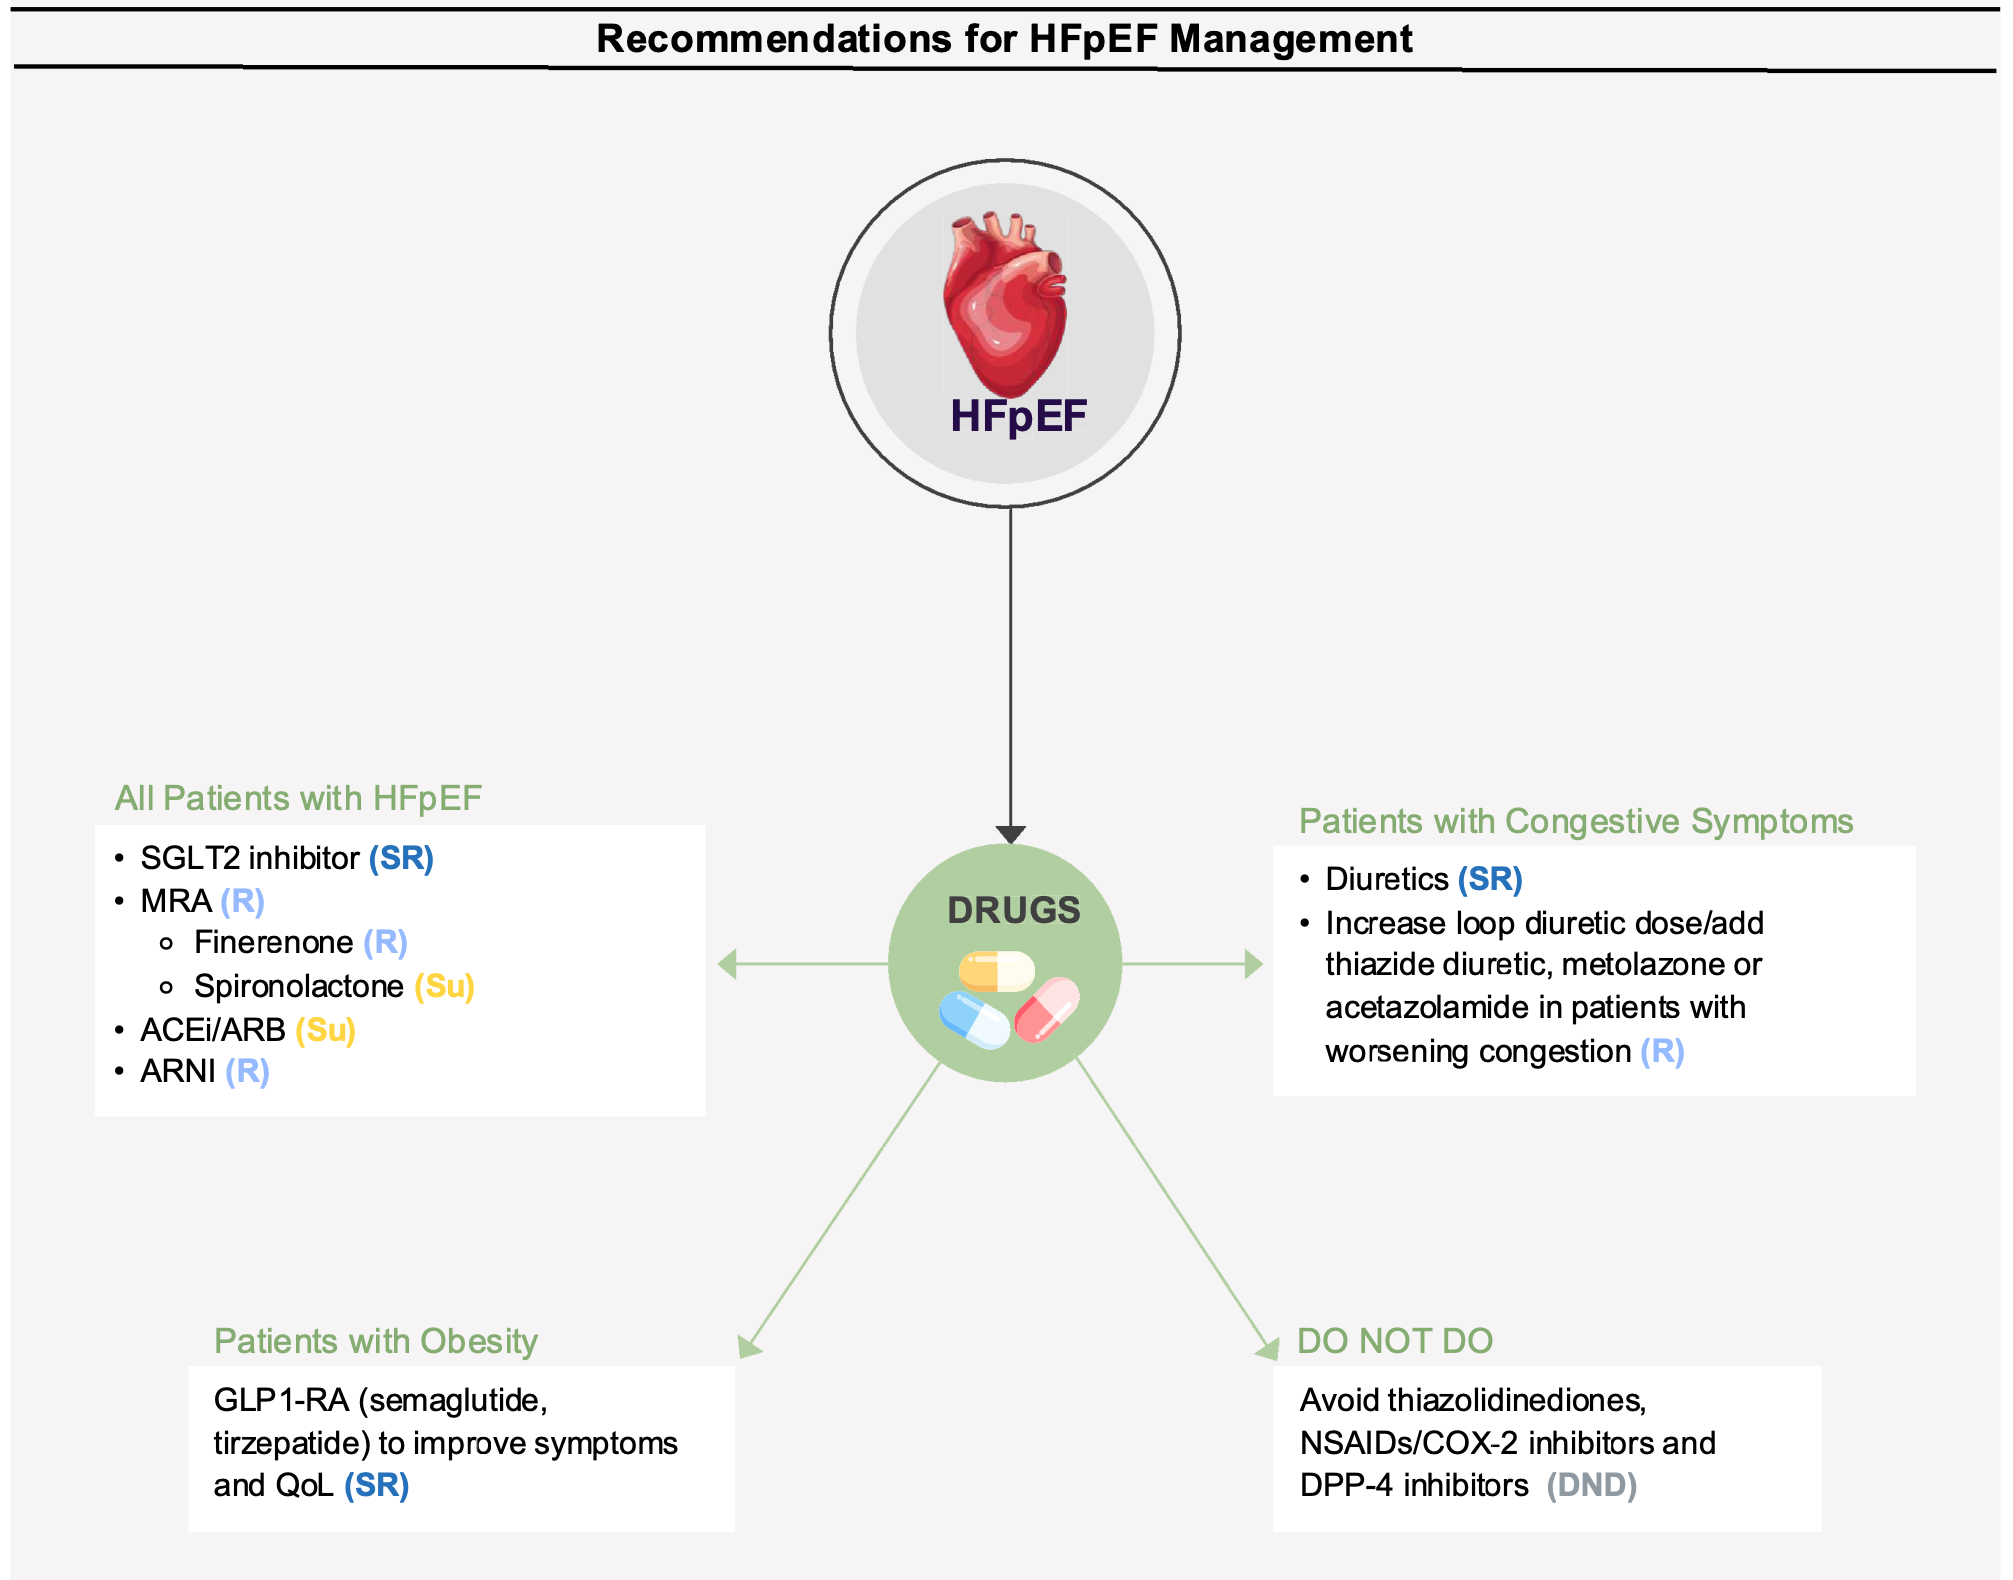 Recommendations for HFpEF Management
HFpEF
DRUGS
All Patients with HFpEF
• SGLT2 inhibitor (SR)
• MRA (R)
○ Finerenone (R)
○ Spironolactone (Su)
• ACEi/ARB (Su)
• ARNI (R)
Patients with Congestive Symptoms
• Diuretics (SR)
• Increase loop diuretic dose/add
thiazide diuretic, metolazone or
acetazolamide in patients with
worsening congestion (R)
Patients with Obesity
GLP1-RA (semaglutide,
tirzepatide) to improve symptoms
and QoL (SR)
DO NOT DO
Avoid thiazolidinediones,
NSAIDs/COX-2 inhibitors and
DPP-4 inhibitors (DND)